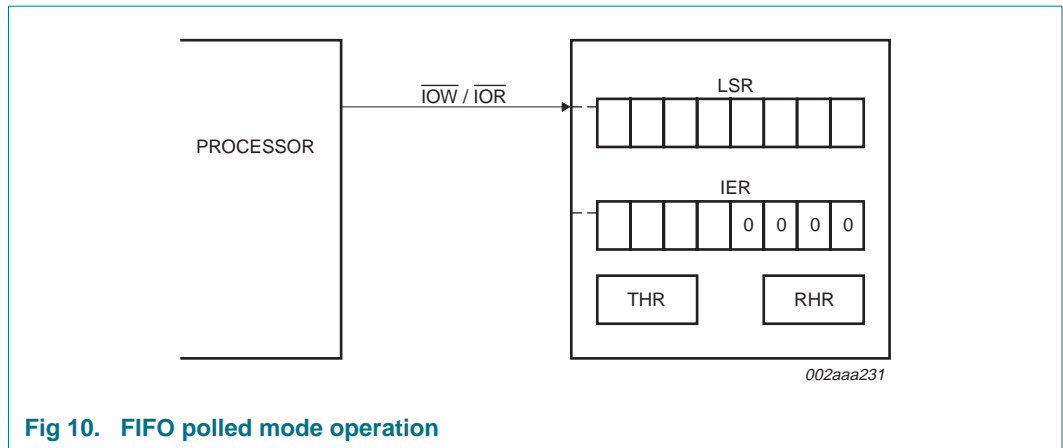 LSR
IOW / IOR
PROCESSOR
IER
0 0 0 0
THR RHR
002aaa231
Fig 10. FIFO polled mode operation